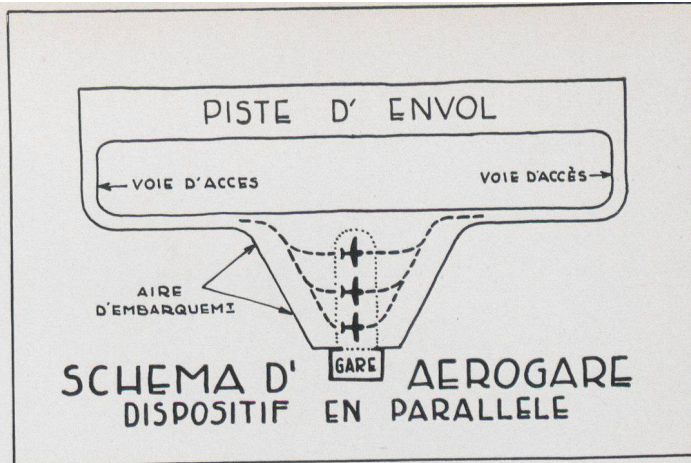 PISTE D' ENVOL
VOIE D'ACCES
VOIE D'ACCÈS
AIRE
D'EMBARQUEMT
GARE
SCHEMA D' AEROGARE
DISPOSITIF EN PARALLELE